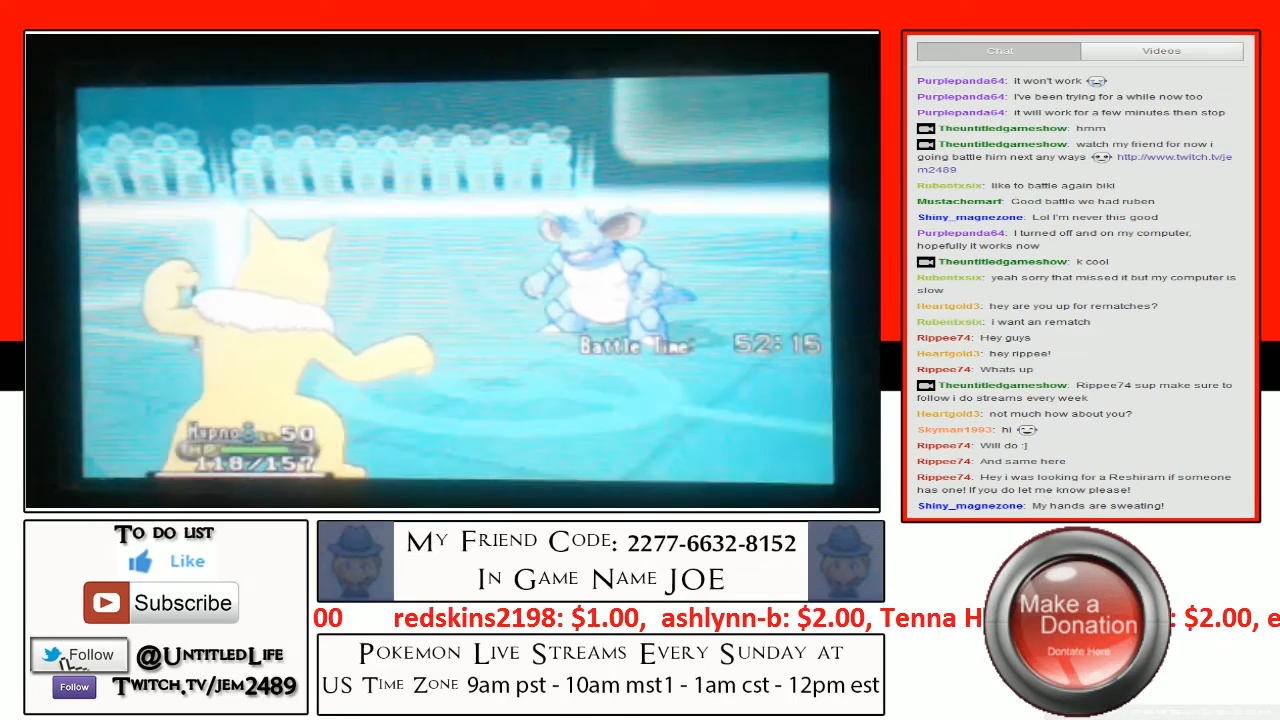 Chat
Videos
Purplepanda64: it won't work
Purplepanda64: I've been trying for a while now too
Purplepanda64: it will work for a few minutes then stop
Theuntitledgameshow: hmm
Theuntitledgameshow: watch my friend for now i
going battle him next any ways http://www.twitch.tv/je
m2489
Rubentxsix: like to battle again biki
Mustachemart: Good battle we had ruben
Shiny_magnezone: Lol I'm never this good
Purplepanda64: I turned off and on my computer,
hopefully it works now
Theuntitledgameshow: k cool
Rubentxsix: yeah sorry that missed it but my computer is
slow
Heartgold3: hey are you up for rematches?
Rubentxsix: i want an rematch
Rippee74: Hey guys
Heartgold3: hey rippee!
Rippee74: Whats up
Theuntitledgameshow: Rippee74 sup make sure to
follow i do streams every week
Heartgold3: not much how about you?
Skyman1993: hi
Rippee74: Will do :]
Rippee74: And same here
Rippee74: Hey i was looking for a Reshiram if someone
has one! If you do let me know please!
Shiny_magnezone: My hands are sweating!
Battle Time 52:15
Hypno 50
HP
118/157
To do list
Like
Subscribe
Follow @UntitledLife
Follow Twitch.tv/jem2489
My Friend Code: 2277-6632-8152
In Game Name JOE
00 redskins2198: $1.00, ashlynn-b: $2.00, Tenna H : $2.00, e
Pokemon Live Streams Every Sunday at
US Time Zone 9am pst - 10am mst1 - 1am cst - 12pm est
Make a
Donation
Dontate Here